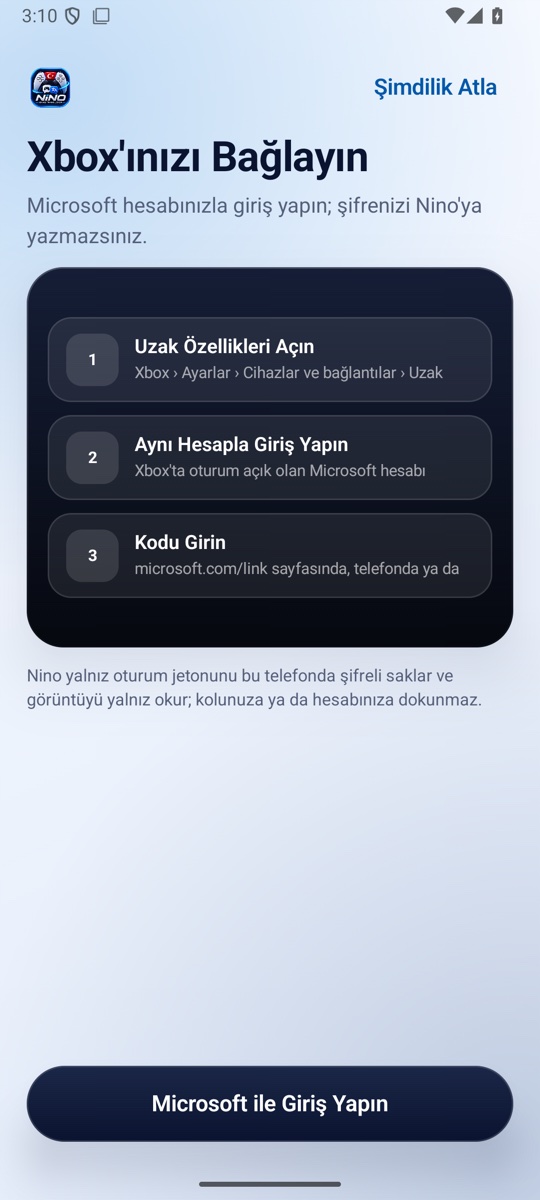 3:10
NiNO
Şimdilik Atla
Xbox'ınızı Bağlayın
Microsoft hesabınızla giriş yapın; şifrenizi Nino'ya
yazmazsınız.
1
Uzak Özellikleri Açın
Xbox › Ayarlar › Cihazlar ve bağlantılar › Uzak
2
Aynı Hesapla Giriş Yapın
Xbox'ta oturum açık olan Microsoft hesabı
3
Kodu Girin
microsoft.com/link sayfasında, telefonda ya da
Nino yalnız oturum jetonunu bu telefonda şifreli saklar ve
görüntüyü yalnız okur; kolunuza ya da hesabınıza dokunmaz.
Microsoft ile Giriş Yapın